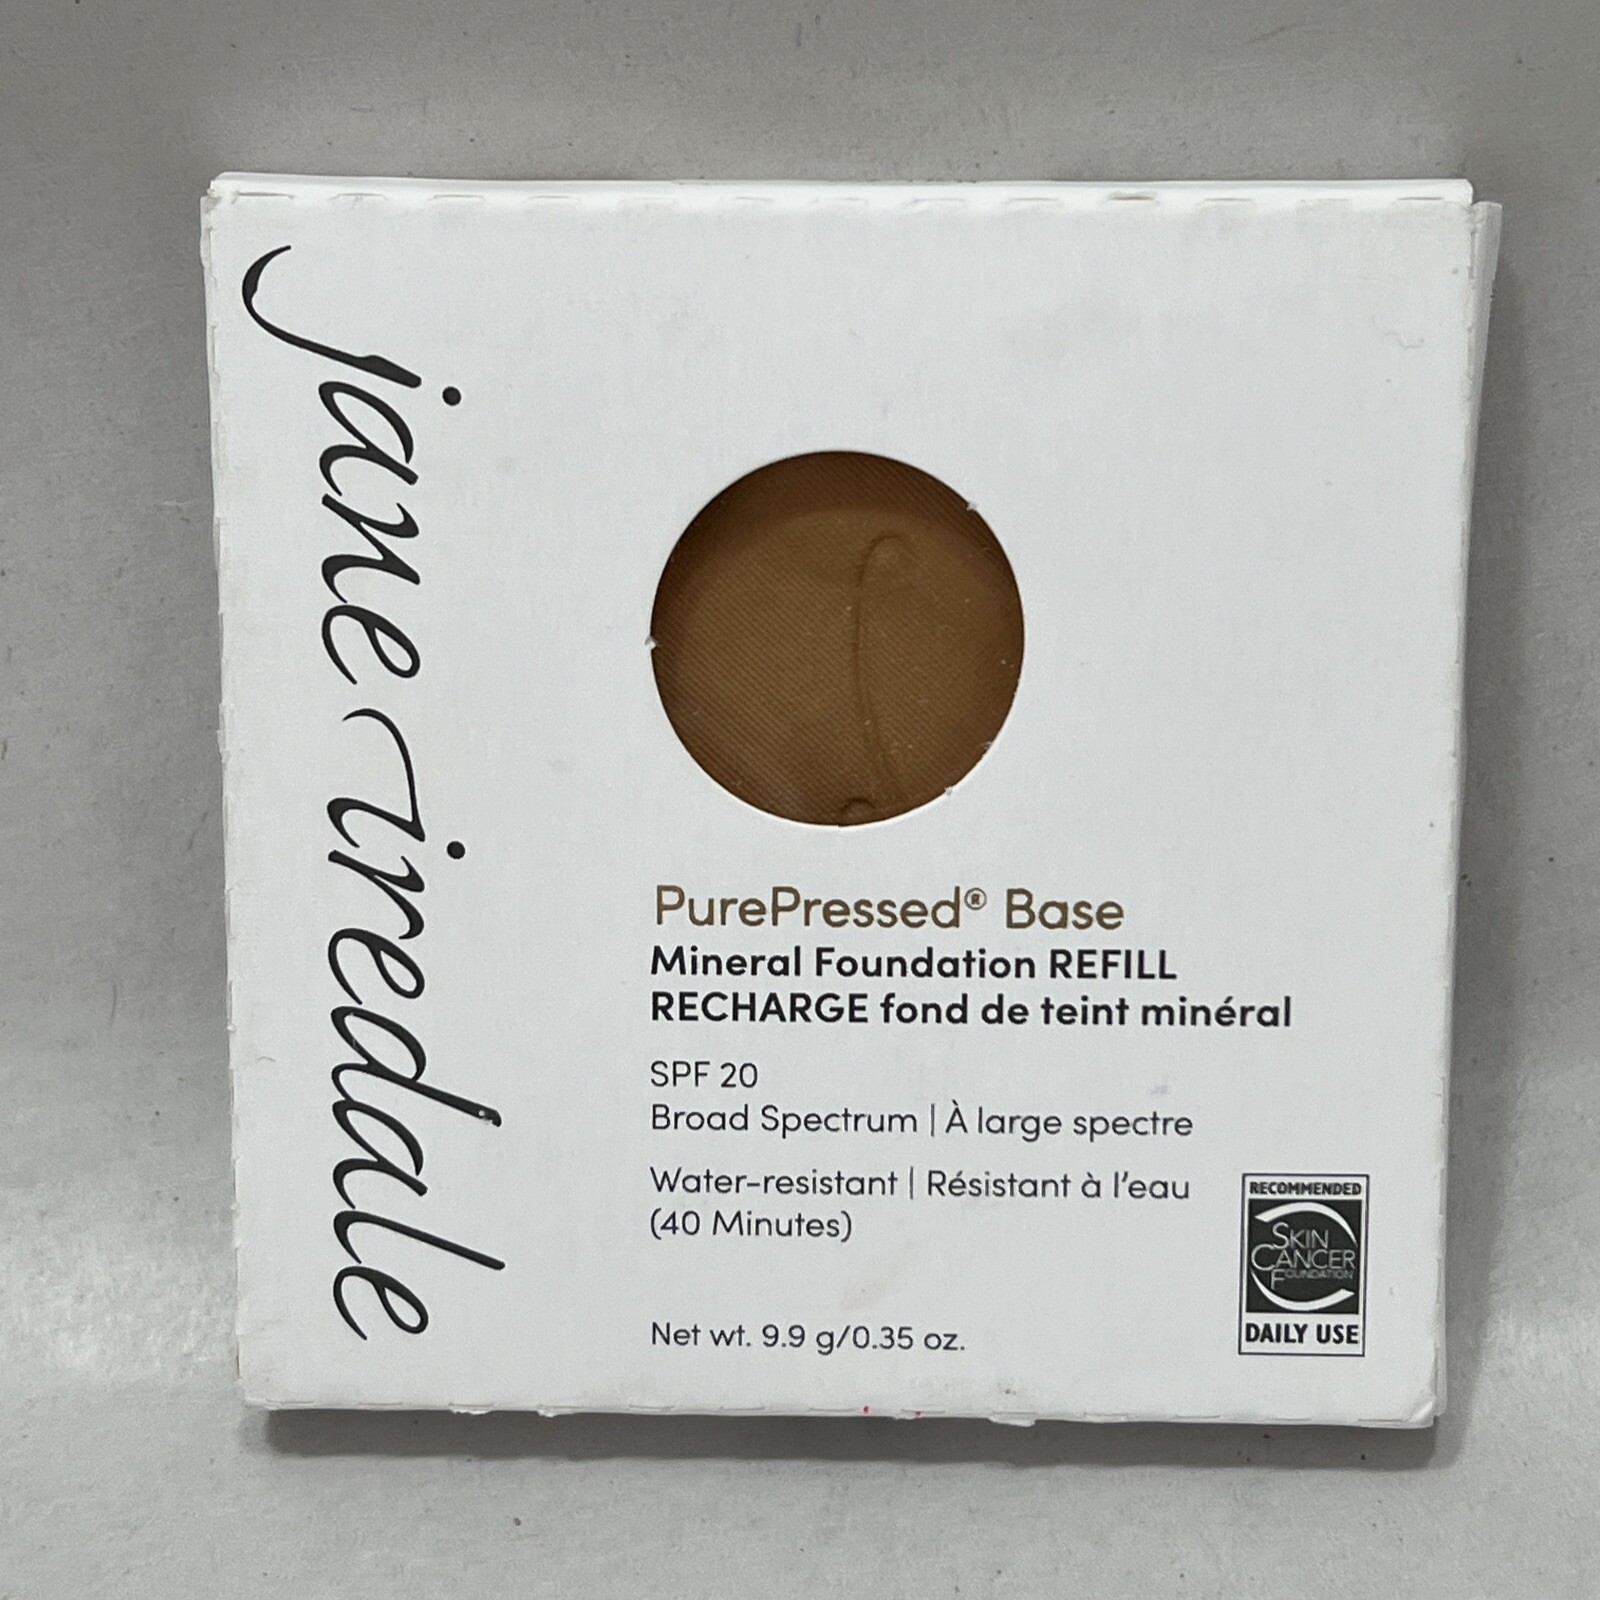 jane iredale
PurePressed® Base
Mineral Foundation REFILL
RECHARGE fond de teint minéral
SPF 20
Broad Spectrum | À large spectre
Water-resistant | Résistant à l'eau
(40 Minutes)
Net wt. 9.9 g/0.35 oz.
RECOMMENDED
SKIN
CANCER
FOUNDATION
DAILY USE